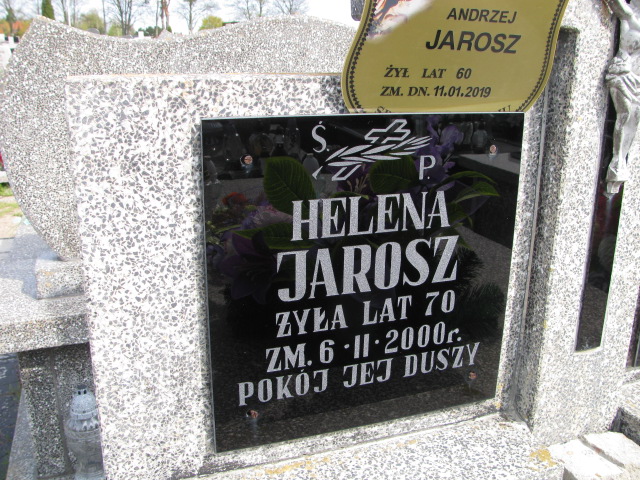 ANDRZEJ
JAROSZ
ŻYŁ LAT 60
ZM. DN. 11.01.2019
Ś. P.
HELENA
JAROSZ
ŻYŁA LAT 70
ZM. 6·II·2000r.
POKÓJ JEJ DUSZY